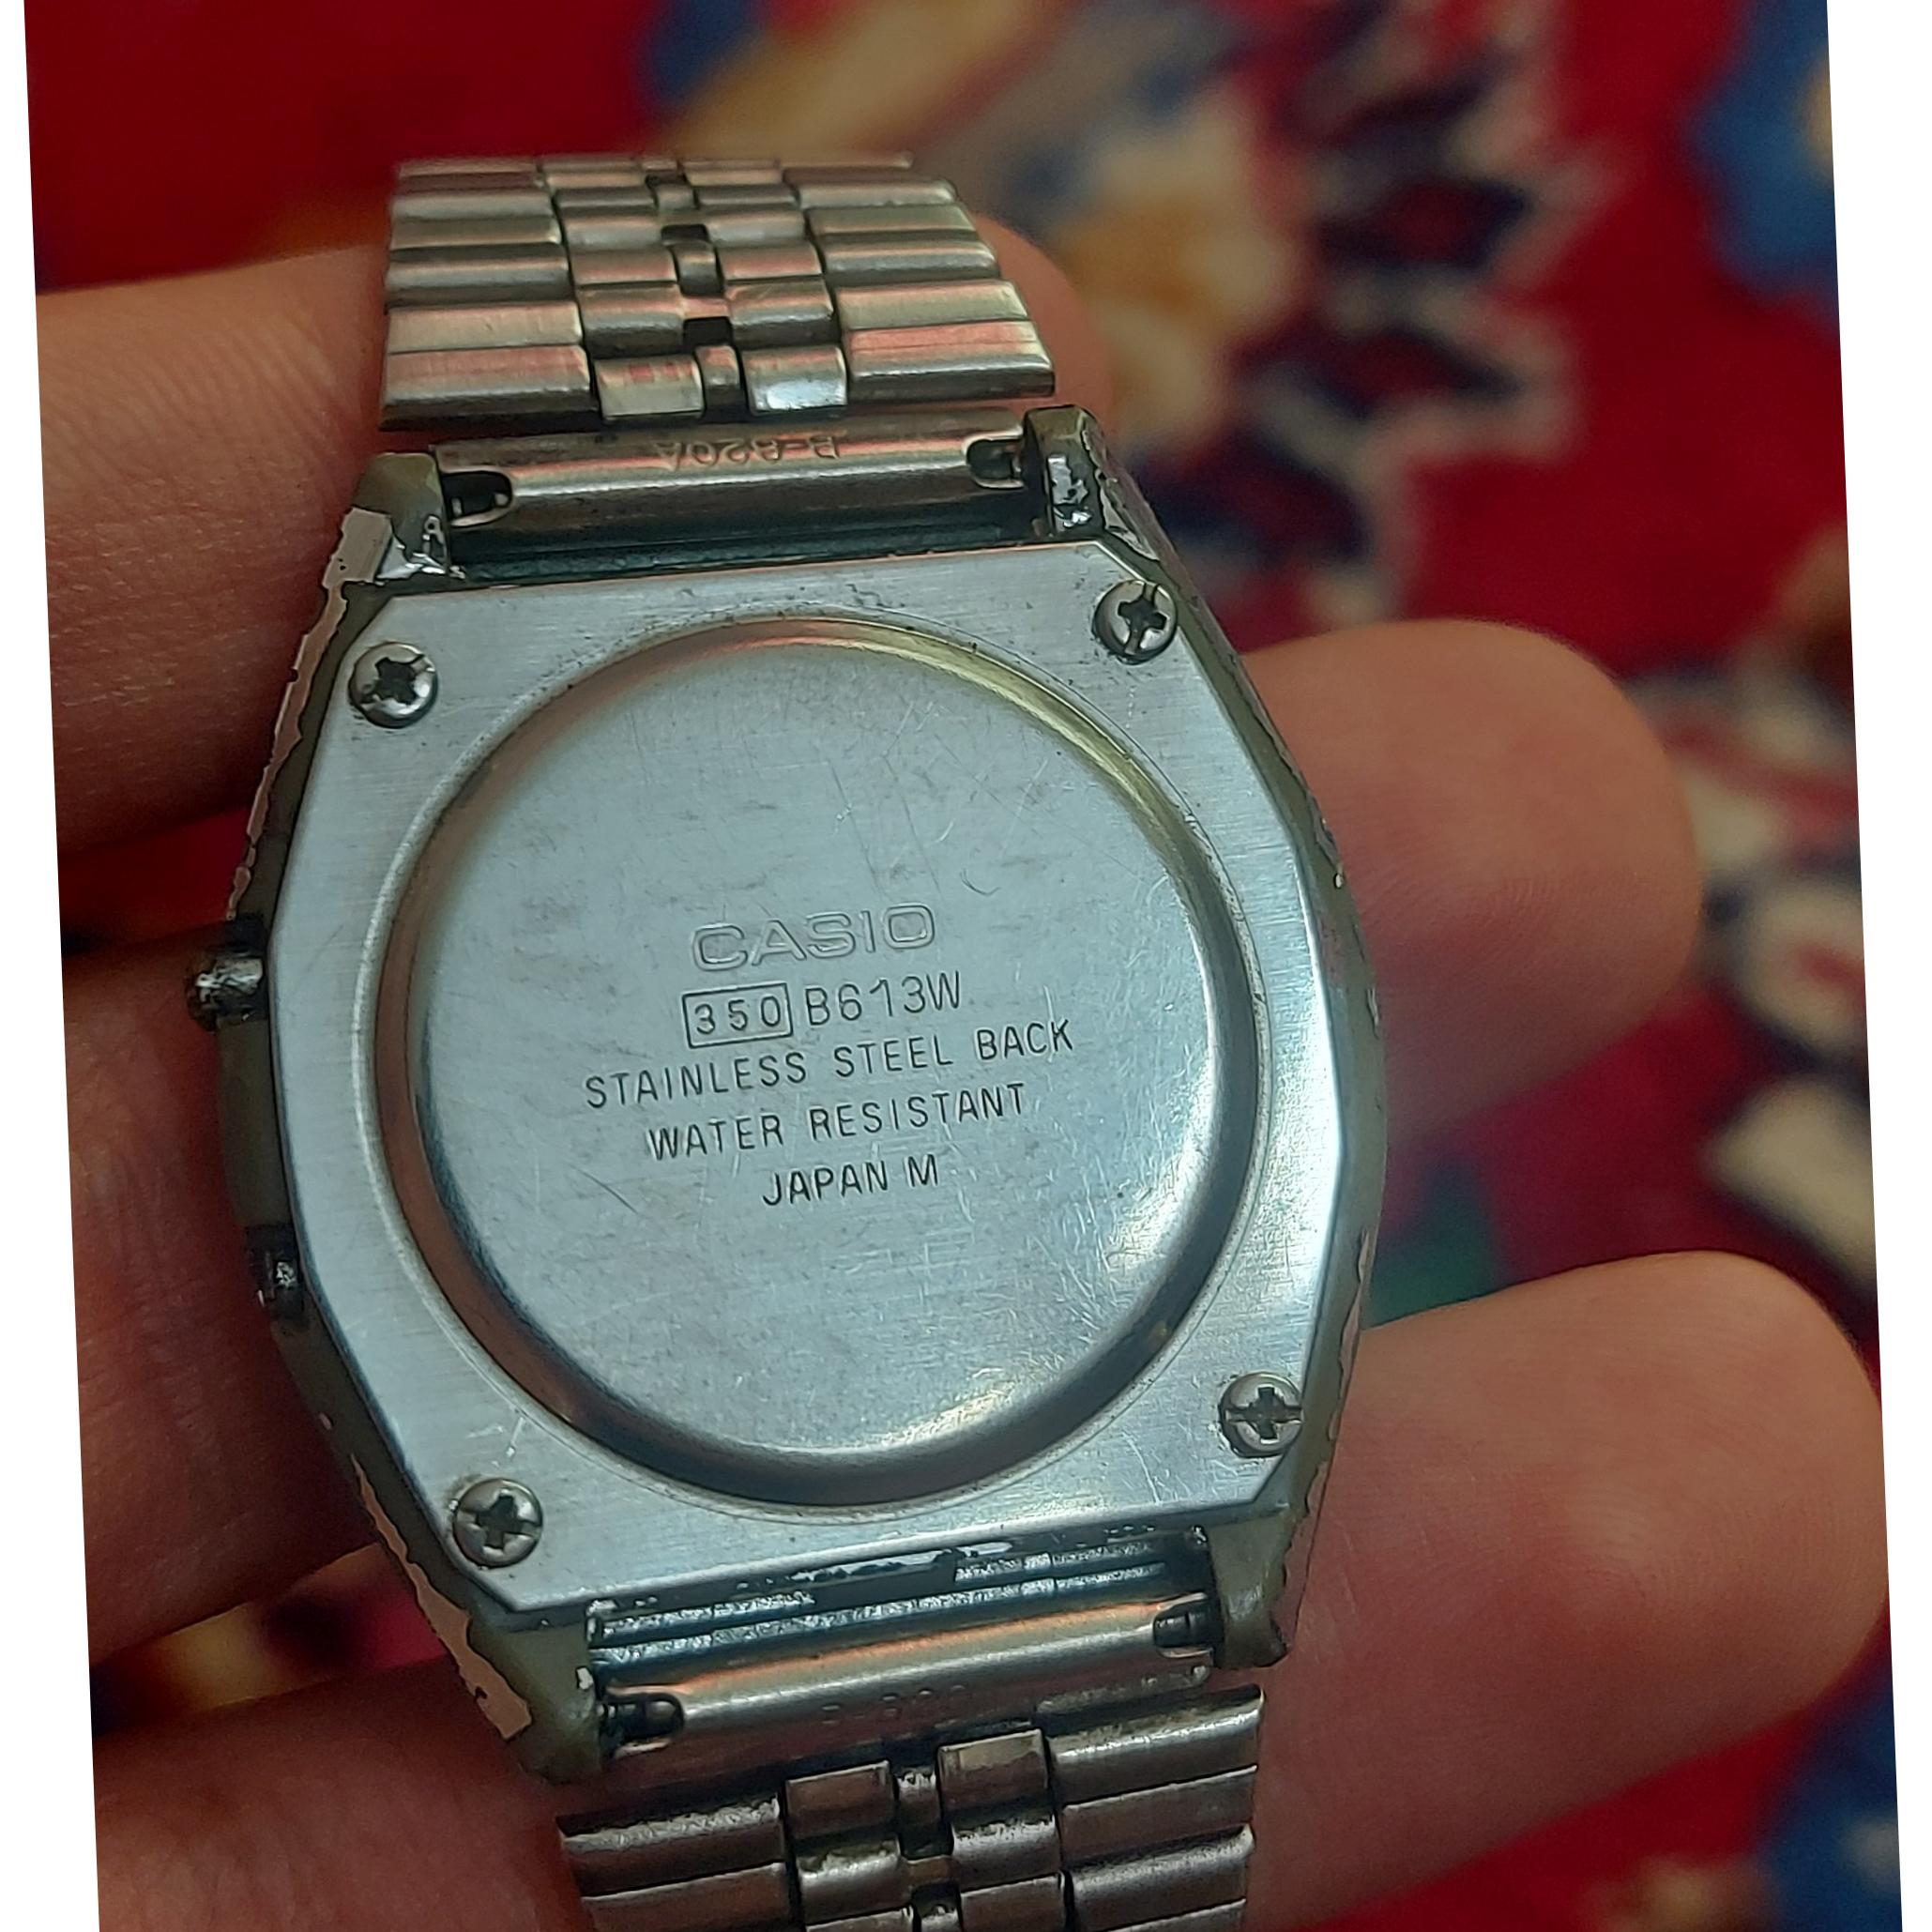 B-820A
CASIO
350 B613W
STAINLESS STEEL BACK
WATER RESISTANT
JAPAN M